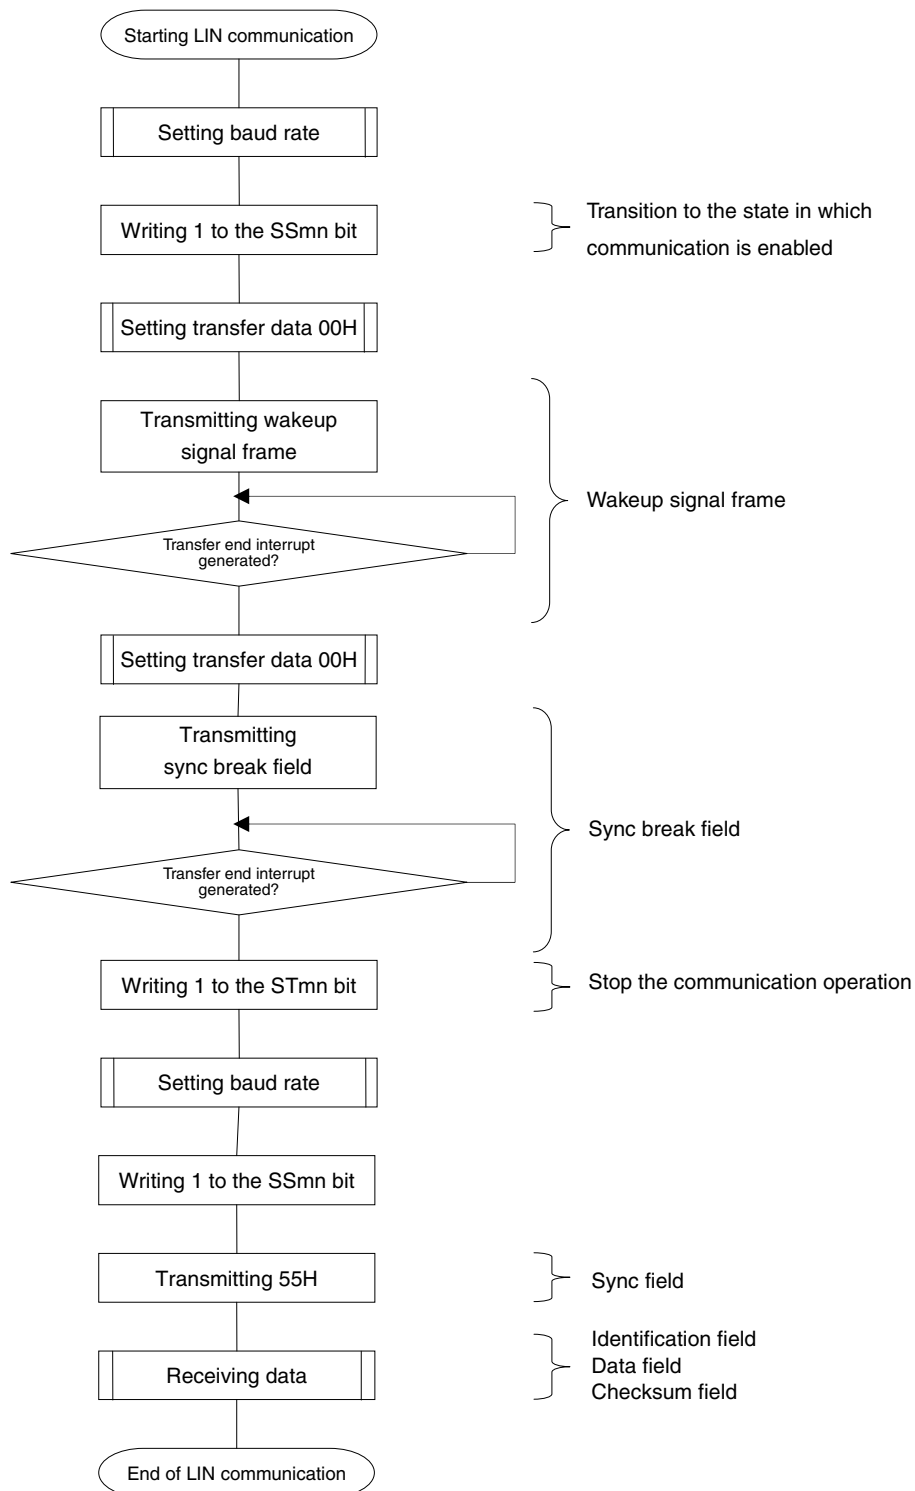 Starting LIN communication
Setting baud rate
Writing 1 to the SSmn bit
Transition to the state in which
communication is enabled
Setting transfer data 00H
Transmitting wakeup
signal frame
Wakeup signal frame
Transfer end interrupt
generated?
Setting transfer data 00H
Transmitting
sync break field
Sync break field
Transfer end interrupt
generated?
Writing 1 to the STmn bit
Stop the communication operation
Setting baud rate
Writing 1 to the SSmn bit
Transmitting 55H
Sync field
Receiving data
Identification field
Data field
Checksum field
End of LIN communication